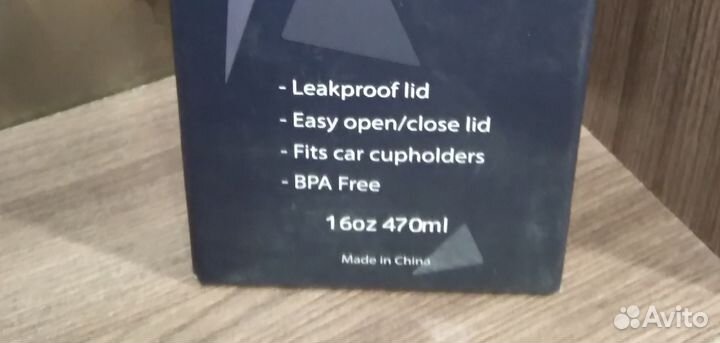 - Leakproof lid
- Easy open/close lid
- Fits car cupholders
- BPA Free
16oz 470ml
Made in China
Avito